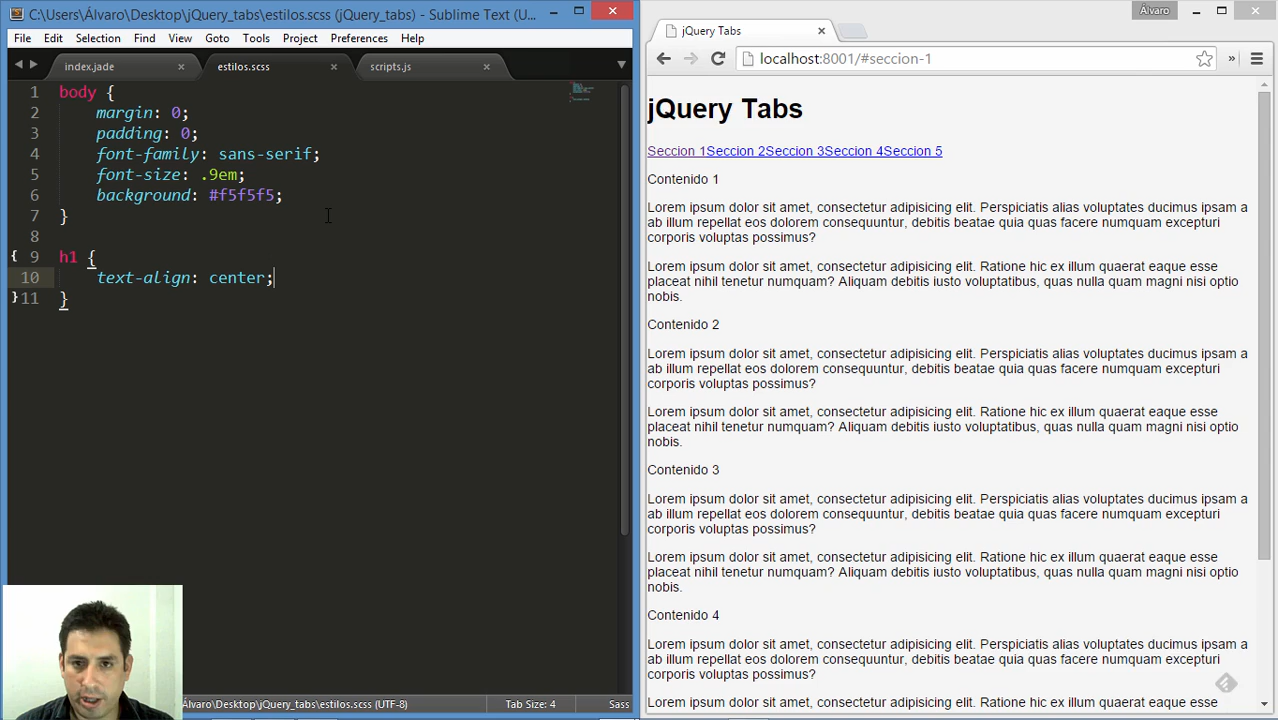 C:\Users\Álvaro\Desktop\jQuery_tabs\estilos.scss (jQuery_tabs) - Sublime Text (U...
File Edit Selection Find View Goto Tools Project Preferences Help
index.jade estilos.scss scripts.js
1 body {
2 margin: 0;
3 padding: 0;
4 font-family: sans-serif;
5 font-size: .9em;
6 background: #f5f5f5;
7 }
8
9 h1 {
10 text-align: center;
11 }
Álvaro\Desktop\jQuery_tabs\estilos.scss (UTF-8) Tab Size: 4 Sass
Álvaro
jQuery Tabs
localhost:8001/#seccion-1
jQuery Tabs
Seccion 1Seccion 2Seccion 3Seccion 4Seccion 5
Contenido 1
Lorem ipsum dolor sit amet, consectetur adipisicing elit. Perspiciatis alias voluptates ducimus ipsam a
ab illum repellat eos dolorem consequuntur, debitis beatae quia quas facere numquam excepturi
corporis voluptas possimus?
Lorem ipsum dolor sit amet, consectetur adipisicing elit. Ratione hic ex illum quaerat eaque esse
placeat nihil tenetur numquam? Aliquam debitis iusto voluptatibus, quas nulla quam magni nisi optio
nobis.
Contenido 2
Lorem ipsum dolor sit amet, consectetur adipisicing elit. Perspiciatis alias voluptates ducimus ipsam a
ab illum repellat eos dolorem consequuntur, debitis beatae quia quas facere numquam excepturi
corporis voluptas possimus?
Lorem ipsum dolor sit amet, consectetur adipisicing elit. Ratione hic ex illum quaerat eaque esse
placeat nihil tenetur numquam? Aliquam debitis iusto voluptatibus, quas nulla quam magni nisi optio
nobis.
Contenido 3
Lorem ipsum dolor sit amet, consectetur adipisicing elit. Perspiciatis alias voluptates ducimus ipsam a
ab illum repellat eos dolorem consequuntur, debitis beatae quia quas facere numquam excepturi
corporis voluptas possimus?
Lorem ipsum dolor sit amet, consectetur adipisicing elit. Ratione hic ex illum quaerat eaque esse
placeat nihil tenetur numquam? Aliquam debitis iusto voluptatibus, quas nulla quam magni nisi optio
nobis.
Contenido 4
Lorem ipsum dolor sit amet, consectetur adipisicing elit. Perspiciatis alias voluptates ducimus ipsam a
ab illum repellat eos dolorem consequuntur, debitis beatae quia quas facere numquam excepturi
corporis voluptas possimus?
Lorem ipsum dolor sit amet, consectetur adipisicing elit. Ratione hic ex illum quaerat eaque esse